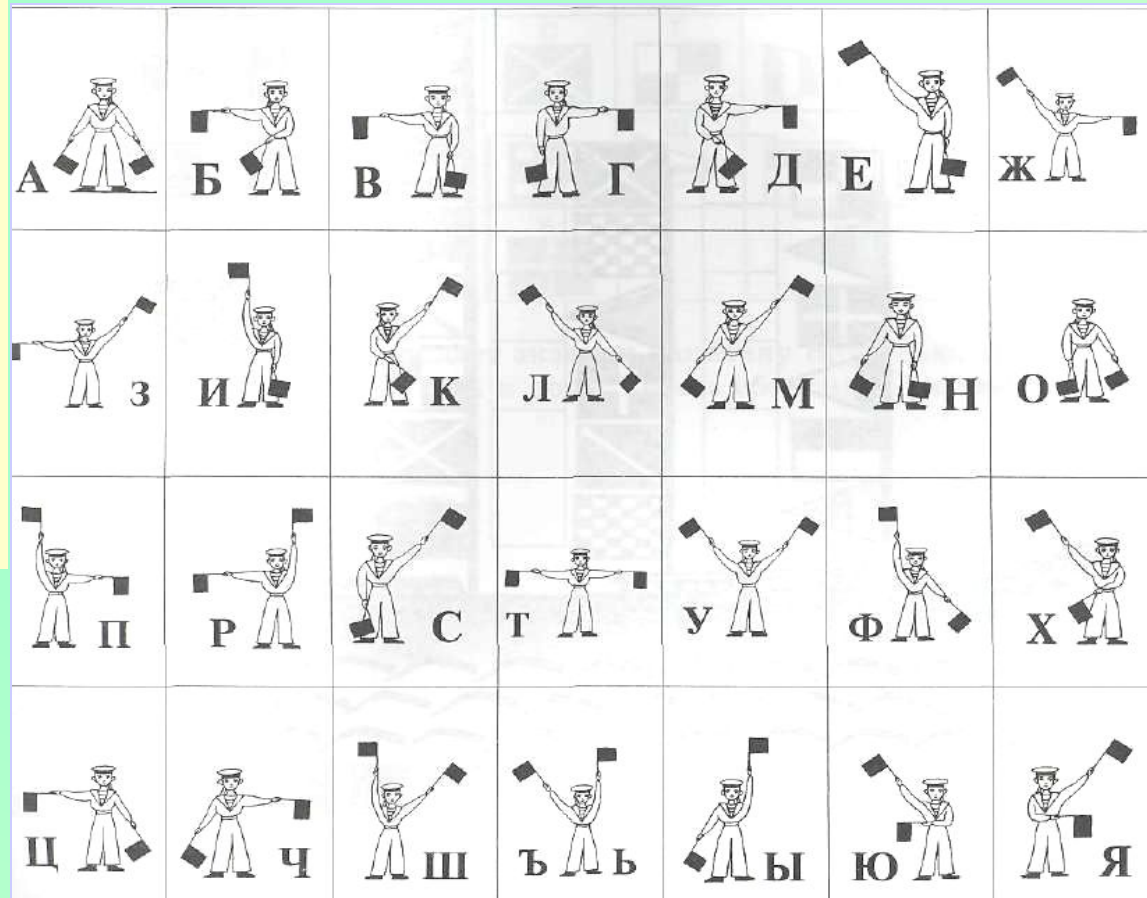 А Б В Г Д Е Ж
З И К Л М Н О
П Р С Т У Ф Х
Ц Ч Ш Ъ Ь Ы Ю Я